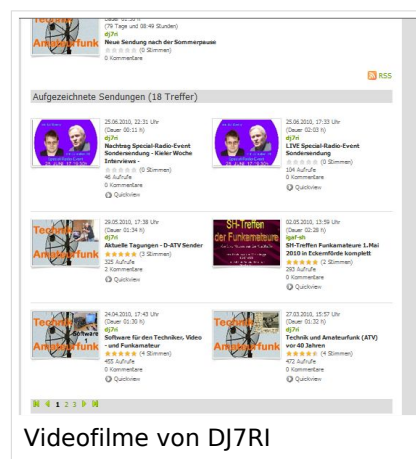 (79 Tage und 08:49 Stunden)
dj7ri
Neue Sendung nach der Sommerpause
(0 Stimmen)
0 Kommentare
RSS
Aufgezeichnete Sendungen (18 Treffer)
25.06.2010, 22:31 Uhr
(Dauer 00:11 h)
dj7ri
Nachtrag Special-Radio-Event
Sondersendung - Kieler Woche
Interviews -
(0 Stimmen)
46 Aufrufe
0 Kommentare
Quickview
25.06.2010, 17:33 Uhr
(Dauer 02:03 h)
dj7ri
LIVE Special-Radio-Event
Sondersendung
(0 Stimmen)
104 Aufrufe
0 Kommentare
Quickview
29.05.2010, 17:38 Uhr
(Dauer 01:34 h)
dj7ri
Aktuelle Tagungen - D-ATV Sender
(3 Stimmen)
325 Aufrufe
2 Kommentare
Quickview
SH-Treffen
der Funkamateure
02.05.2010, 13:59 Uhr
(Dauer 02:28 h)
igaf-sh
SH-Treffen Funkamateure 1.Mai
2010 in Eckernförde komplett
(2 Stimmen)
293 Aufrufe
0 Kommentare
Quickview
24.04.2010, 17:43 Uhr
(Dauer 01:30 h)
dj7ri
Software für den Techniker, Video
- und Funkamateur
(4 Stimmen)
455 Aufrufe
0 Kommentare
Quickview
27.03.2010, 15:57 Uhr
(Dauer 01:32 h)
dj7ri
Technik und Amateurfunk (ATV)
vor 40 Jahren
(4 Stimmen)
472 Aufrufe
0 Kommentare
Quickview
1 2 3
Videofilme von DJ7RI